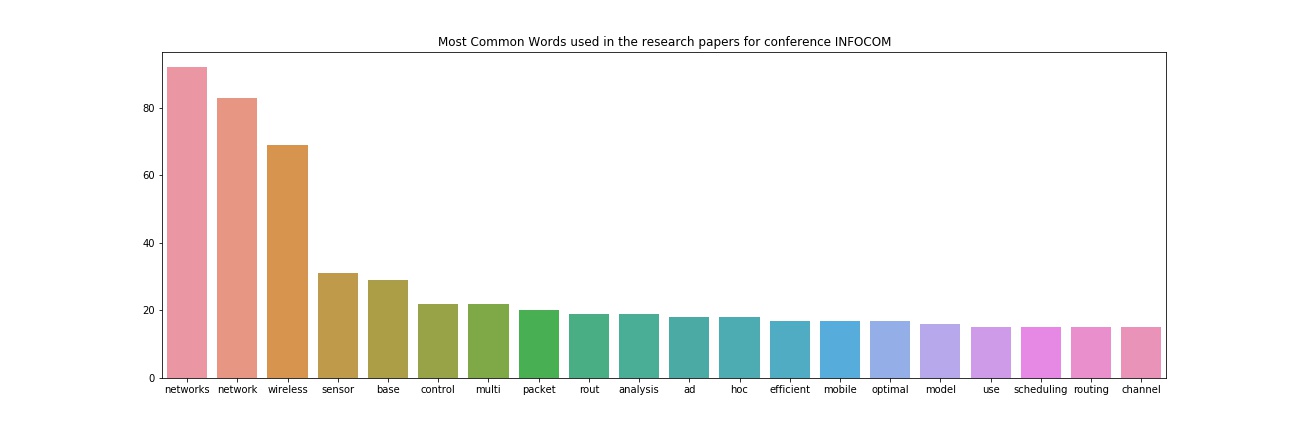 Most Common Words used in the research papers for conference INFOCOM
80
60
40
20
0
networks network wireless sensor base control multi packet rout analysis ad hoc efficient mobile optimal model use scheduling routing channel